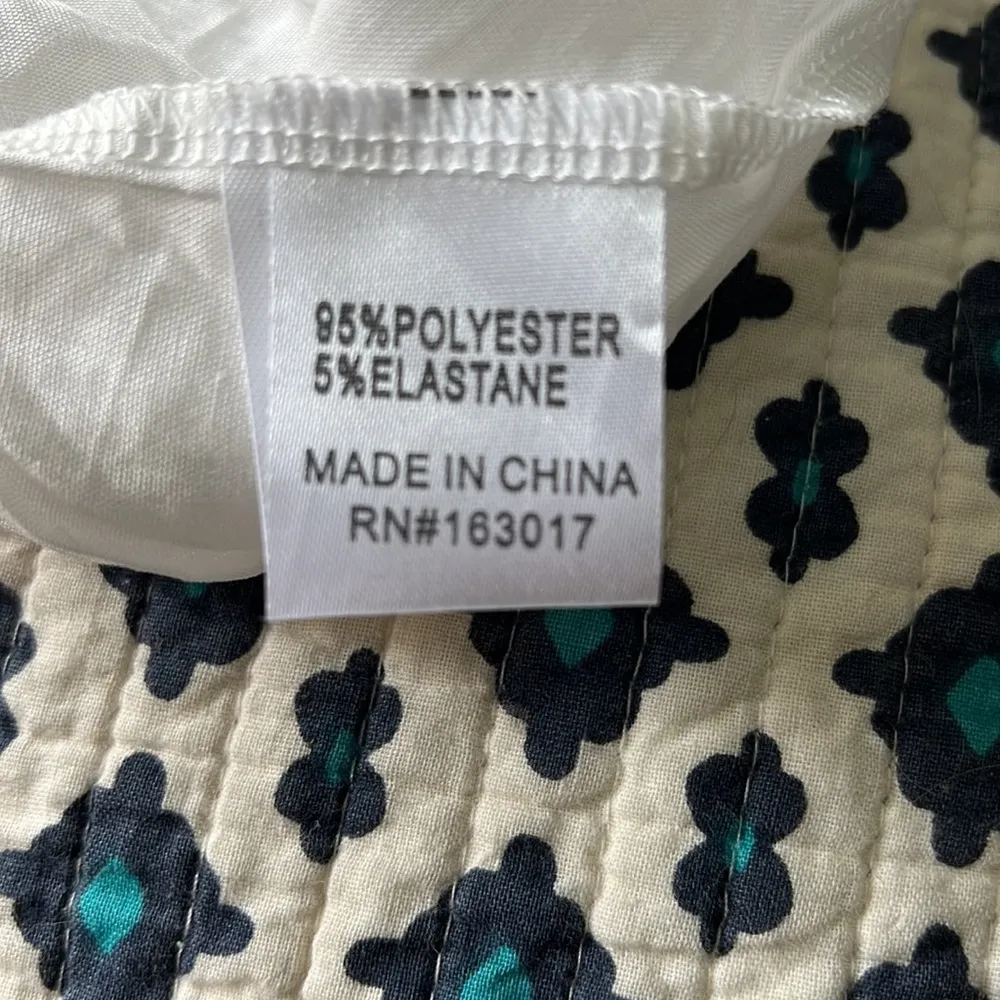 95%POLYESTER
5%ELASTANE
MADE IN CHINA
RN#163017